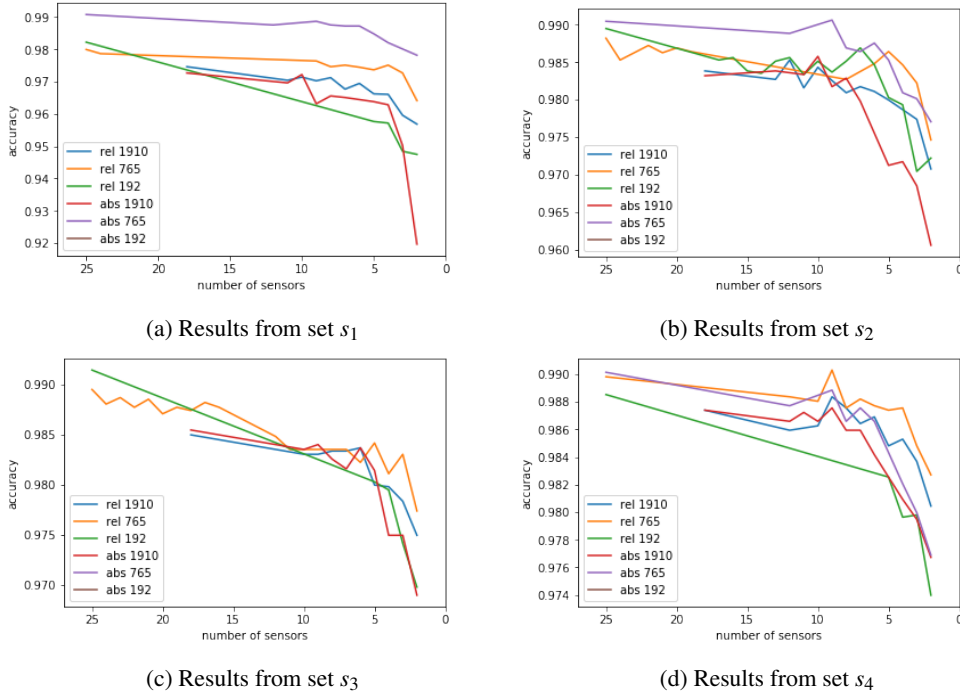 0.99
0.98
0.97
0.96
0.95
0.94
0.93
0.92
accuracy
rel 1910
rel 765
rel 192
abs 1910
abs 765
abs 192
25 20 15 10 5 0
number of sensors
(a) Results from set s1
0.990
0.985
0.980
0.975
0.970
0.965
0.960
accuracy
rel 1910
rel 765
rel 192
abs 1910
abs 765
abs 192
25 20 15 10 5 0
number of sensors
(b) Results from set s2
0.990
0.985
0.980
0.975
0.970
accuracy
rel 1910
rel 765
rel 192
abs 1910
abs 765
abs 192
25 20 15 10 5 0
number of sensors
(c) Results from set s3
0.990
0.988
0.986
0.984
0.982
0.980
0.978
0.976
0.974
accuracy
rel 1910
rel 765
rel 192
abs 1910
abs 765
abs 192
25 20 15 10 5 0
number of sensors
(d) Results from set s4